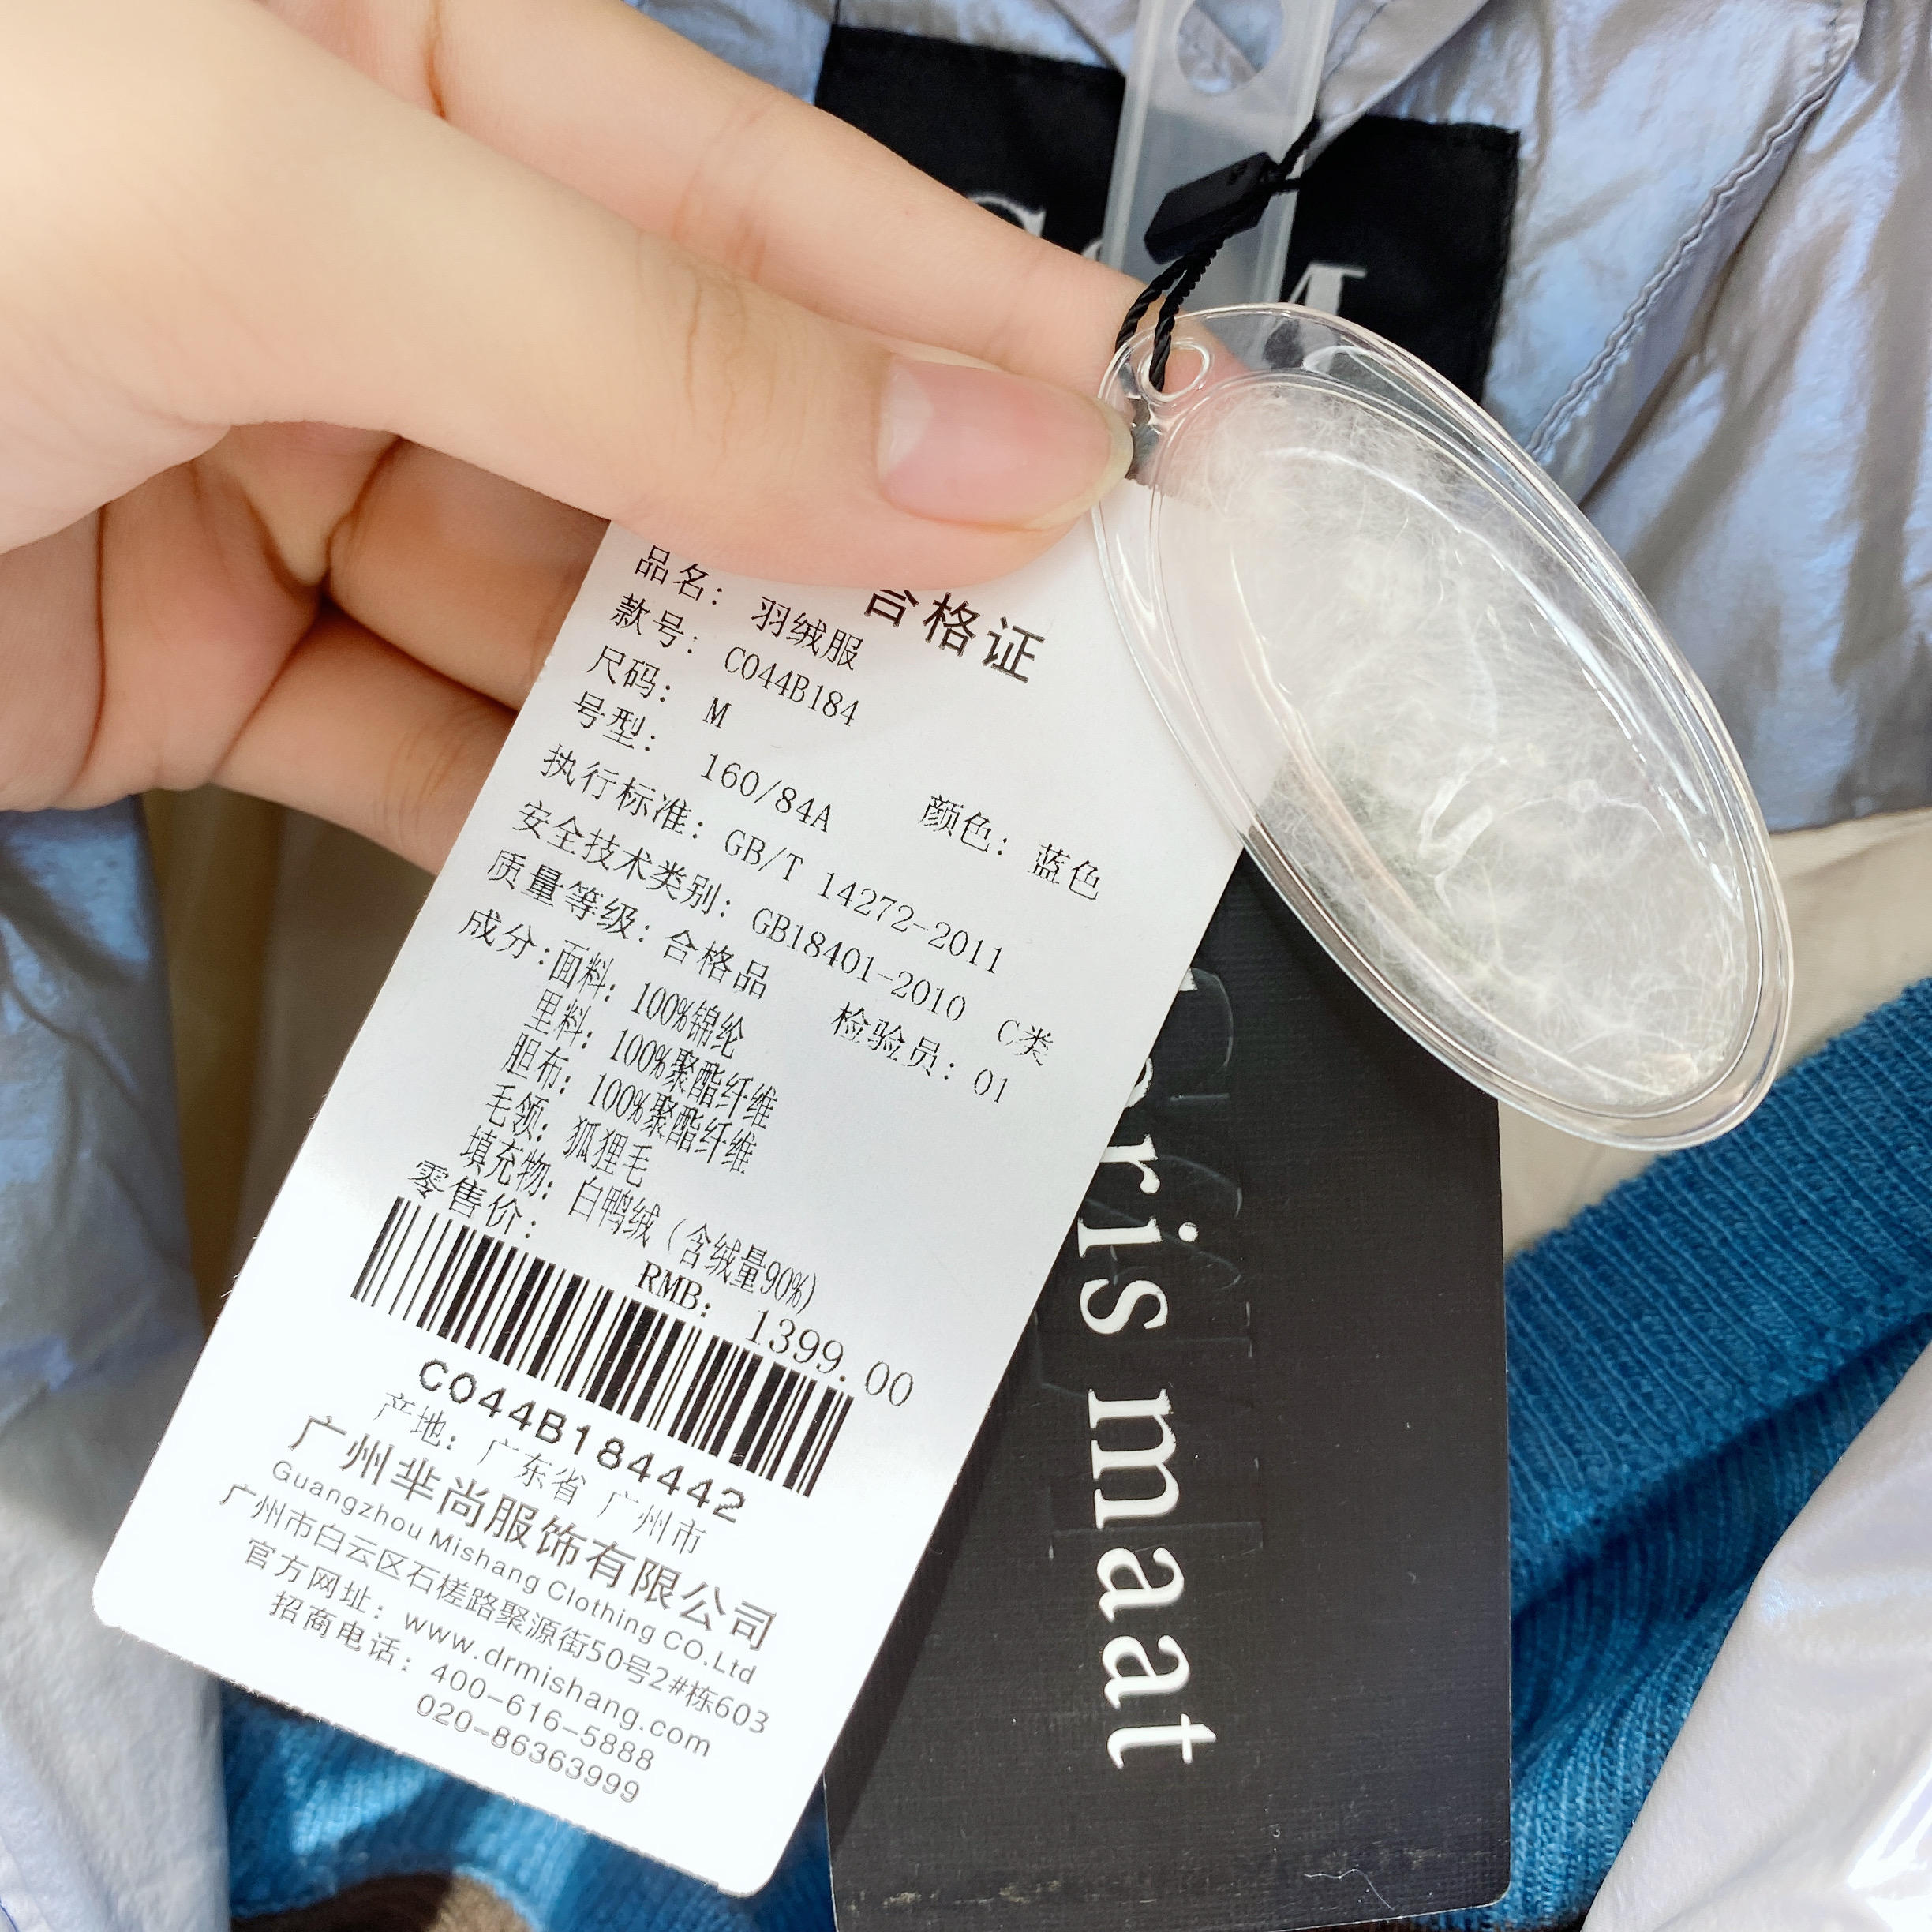 合格证
品名: 羽绒服
款号: C044B184
尺码: M
号型: 160/84A 颜色: 蓝色
执行标准: GB/T 14272-2011
安全技术类别: GB18401-2010 C类
质量等级: 合格品 检验员: 01
成分: 面料: 100%锦纶
里料: 100%聚酯纤维
胆布: 100%聚酯纤维
毛领: 狐狸毛
填充物: 白鸭绒 (含绒量90%)
零售价: RMB: 1399.00
C044B184442
产地: 广东省 广州市
广州芈尚服饰有限公司
Guangzhou Mishang Clothing CO.Ltd
广州市白云区石槎路聚源街50号2#栋603
官方网址: www.drmishang.com
招商电话: 400-616-5888
020-86363999
maat